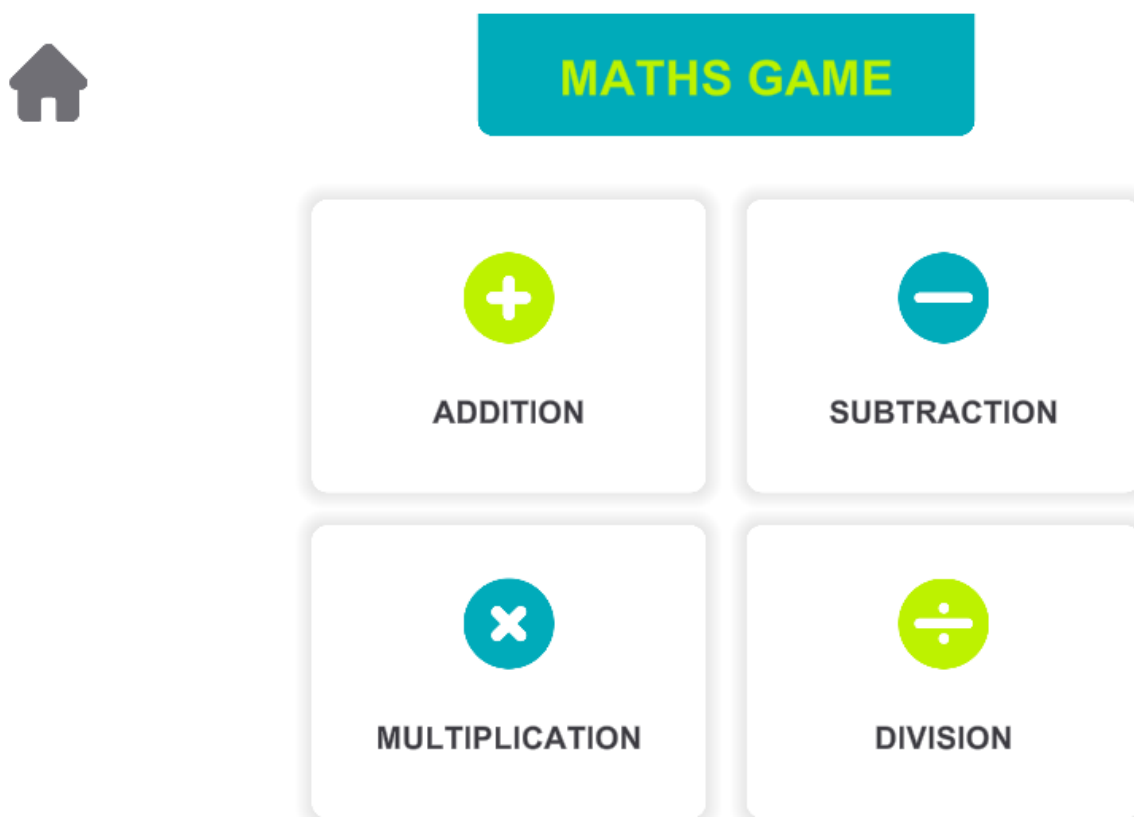 MATHS GAME
ADDITION
SUBTRACTION
MULTIPLICATION
DIVISION